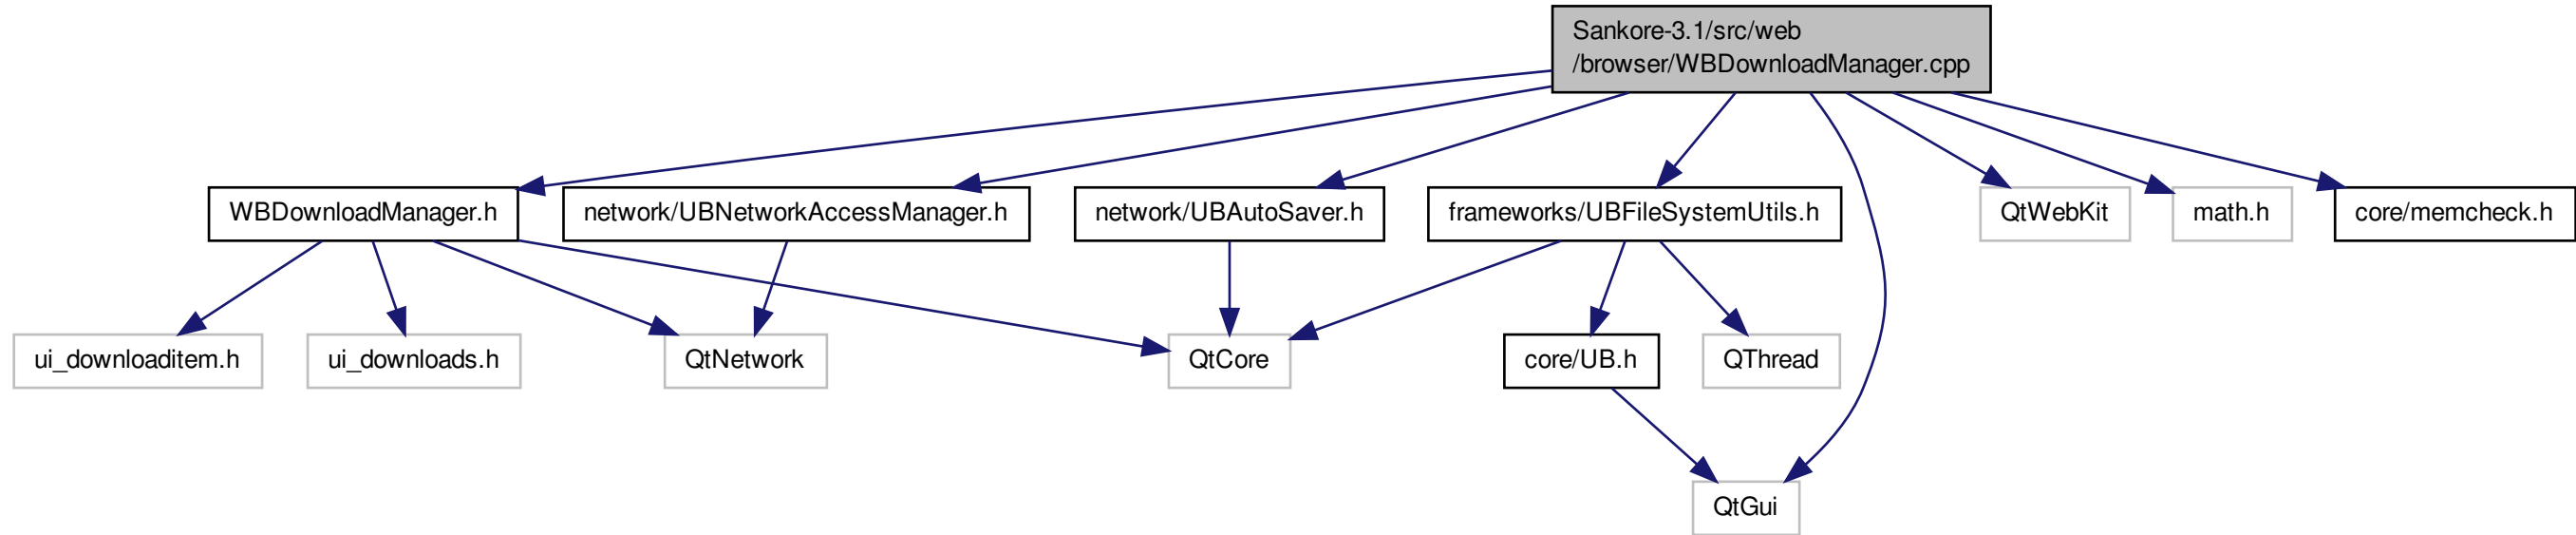 Sankore-3.1/src/web
/browser/WBDownloadManager.cpp
WBDownloadManager.h
network/UBNetworkAccessManager.h
network/UBAutoSaver.h
frameworks/UBFileSystemUtils.h
QtWebKit
math.h
core/memcheck.h
ui_downloaditem.h
ui_downloads.h
QtNetwork
QtCore
core/UB.h
QThread
QtGui